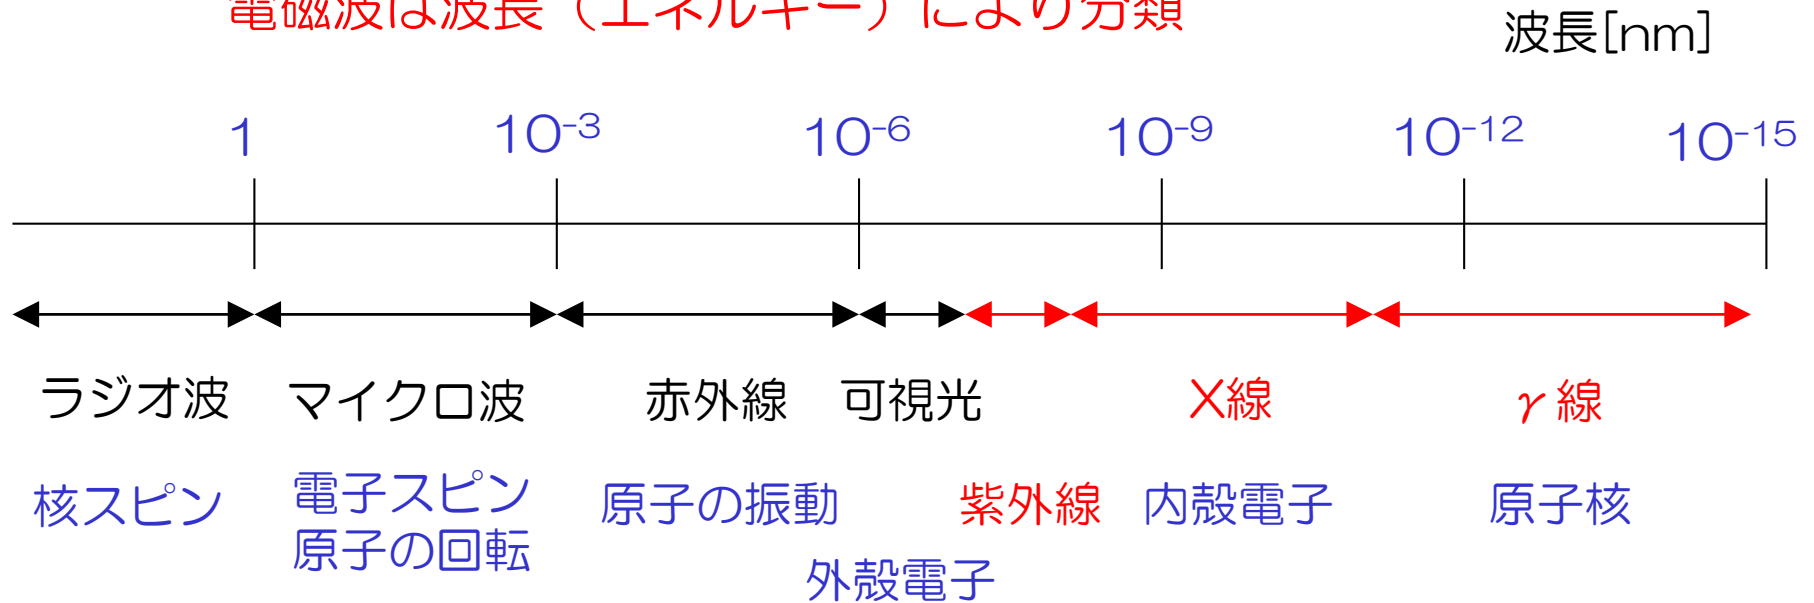 電磁波は波長（エネルギー）により分類
波長[nm]
1 10⁻³ 10⁻⁶ 10⁻⁹ 10⁻¹² 10⁻¹⁵
ラジオ波 マイクロ波 赤外線 可視光 X線 γ線
核スピン 電子スピン 原子の振動 紫外線 内殻電子 原子核
原子の回転
外殻電子